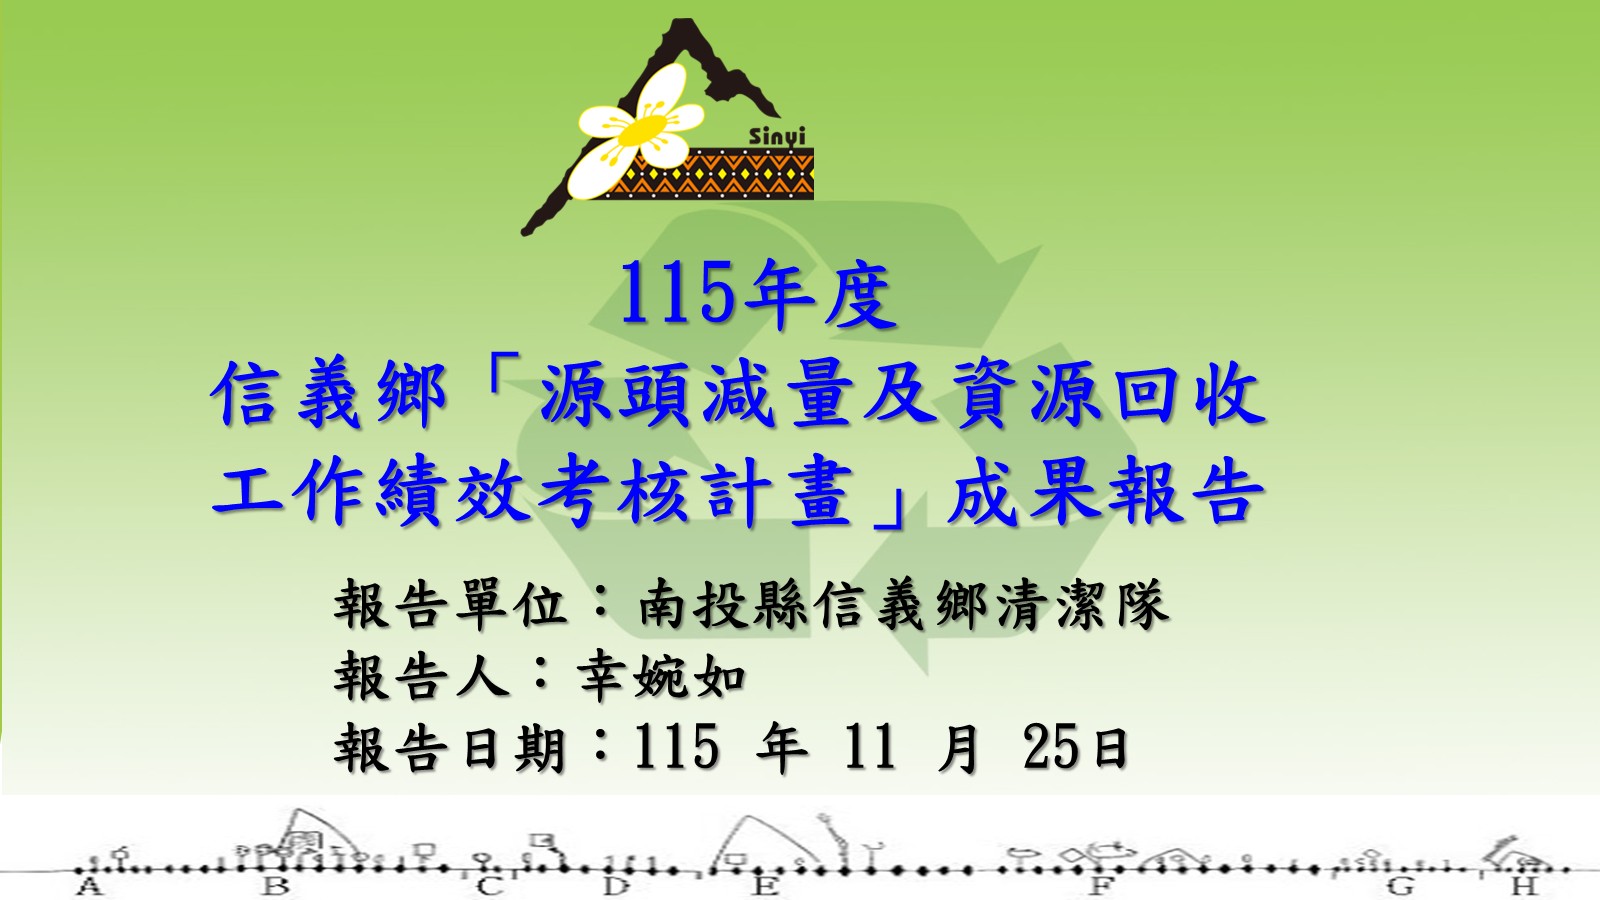 Sinyi
115年度
信義鄉「源頭減量及資源回收
工作績效考核計畫」成果報告
報告單位：南投縣信義鄉清潔隊
報告人：幸婉如
報告日期：115 年 11 月 25日
A B C D E F G H